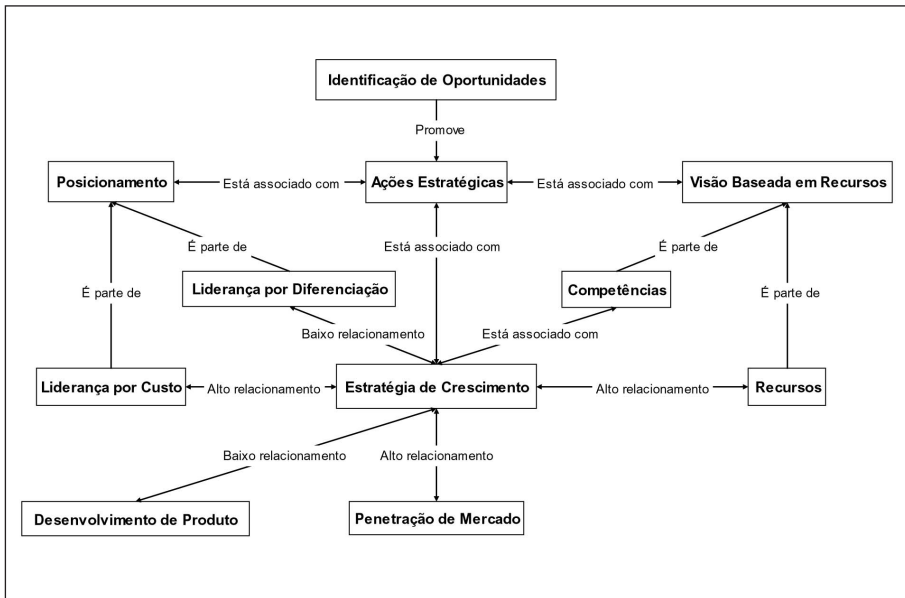 Identificação de Oportunidades
Promove
Posicionamento
Está associado com
Ações Estratégicas
Está associado com
Visão Baseada em Recursos
É parte de
Está associado com
É parte de
Liderança por Diferenciação
Competências
É parte de
É parte de
Baixo relacionamento
Está associado com
Liderança por Custo
Alto relacionamento
Estratégia de Crescimento
Alto relacionamento
Recursos
Baixo relacionamento
Alto relacionamento
Desenvolvimento de Produto
Penetração de Mercado